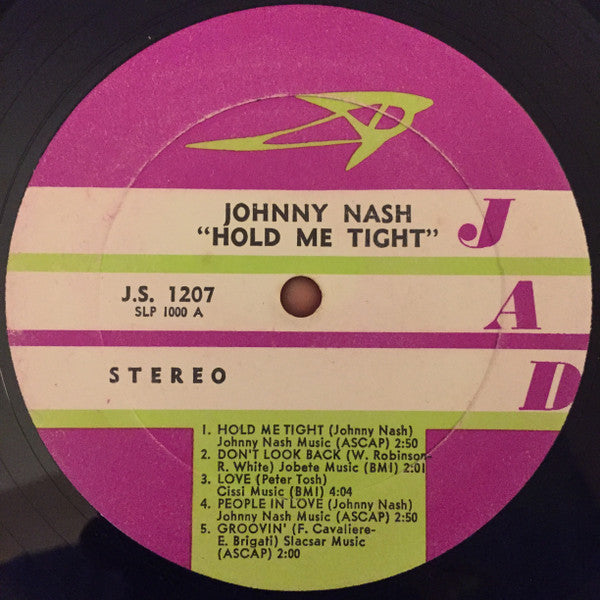 JOHNNY NASH
"HOLD ME TIGHT"
JAD
J.S. 1207
SLP 1000 A
STEREO
1. HOLD ME TIGHT (Johnny Nash)
Johnny Nash Music (ASCAP) 2:50
2. DON'T LOOK BACK (W. Robinson-
R. White) Jobete Music (BMI) 2:01
3. LOVE (Peter Tosh)
Cissi Music (BMI) 4:04
4. PEOPLE IN LOVE (Johnny Nash)
Johnny Nash Music (ASCAP) 2:50
5. GROOVIN' (F. Cavaliere-
E. Brigati) Slacsar Music
(ASCAP) 2:00